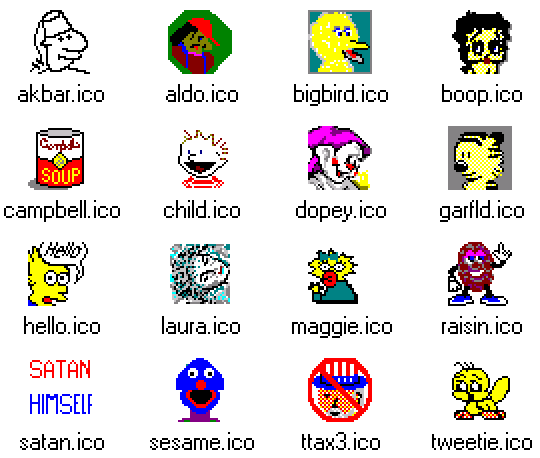 akbar.ico aldo.ico bigbird.ico boop.ico
Campbell's
SOUP
campbell.ico child.ico dopey.ico garfld.ico
(Hello)
hello.ico laura.ico maggie.ico raisin.ico
SATAN
HIMSELF
satan.ico sesame.ico ttax3.ico tweetie.ico